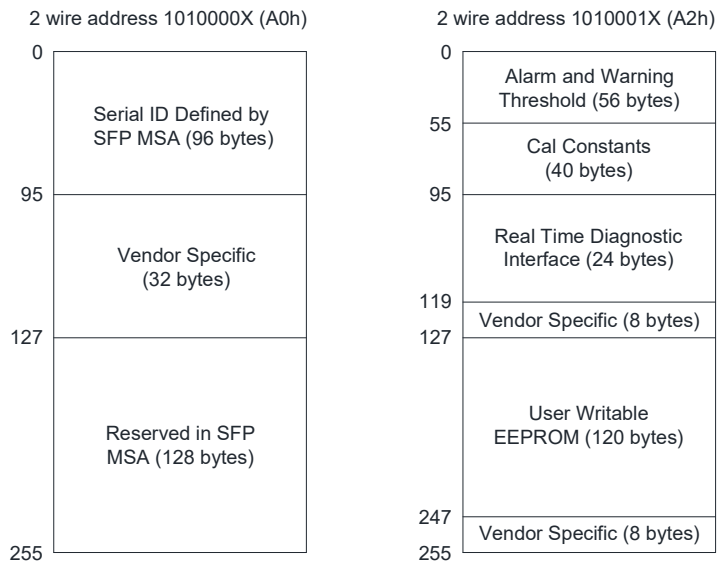 2 wire address 1010000X (A0h)
0
Serial ID Defined by
SFP MSA (96 bytes)
95
Vendor Specific
(32 bytes)
127
Reserved in SFP
MSA (128 bytes)
255
2 wire address 1010001X (A2h)
0
Alarm and Warning
Threshold (56 bytes)
55
Cal Constants
(40 bytes)
95
Real Time Diagnostic
Interface (24 bytes)
119
Vendor Specific (8 bytes)
127
User Writable
EEPROM (120 bytes)
247
Vendor Specific (8 bytes)
255